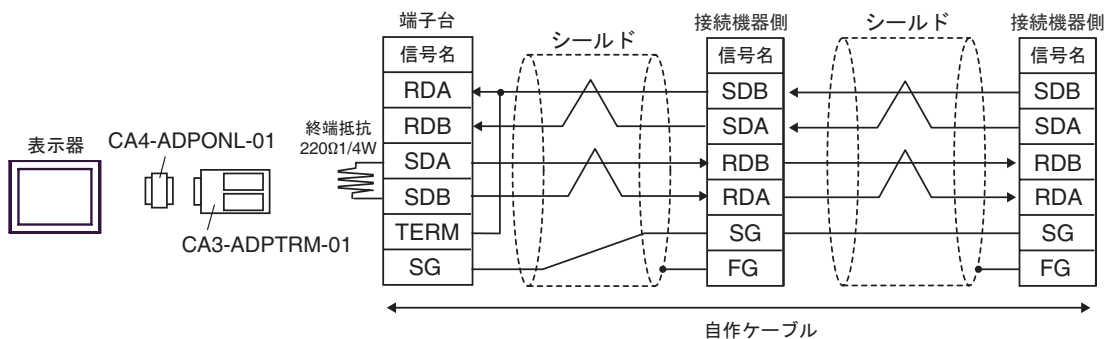 端子台
シールド
接続機器側
シールド
接続機器側
信号名
信号名
信号名
RDA
SDB
SDB
RDB
SDA
SDA
終端抵抗
220Ω1/4W
SDA
RDB
RDB
SDB
RDA
RDA
TERM
SG
SG
SG
FG
FG
表示器
CA4-ADPONL-01
CA3-ADPTRM-01
自作ケーブル